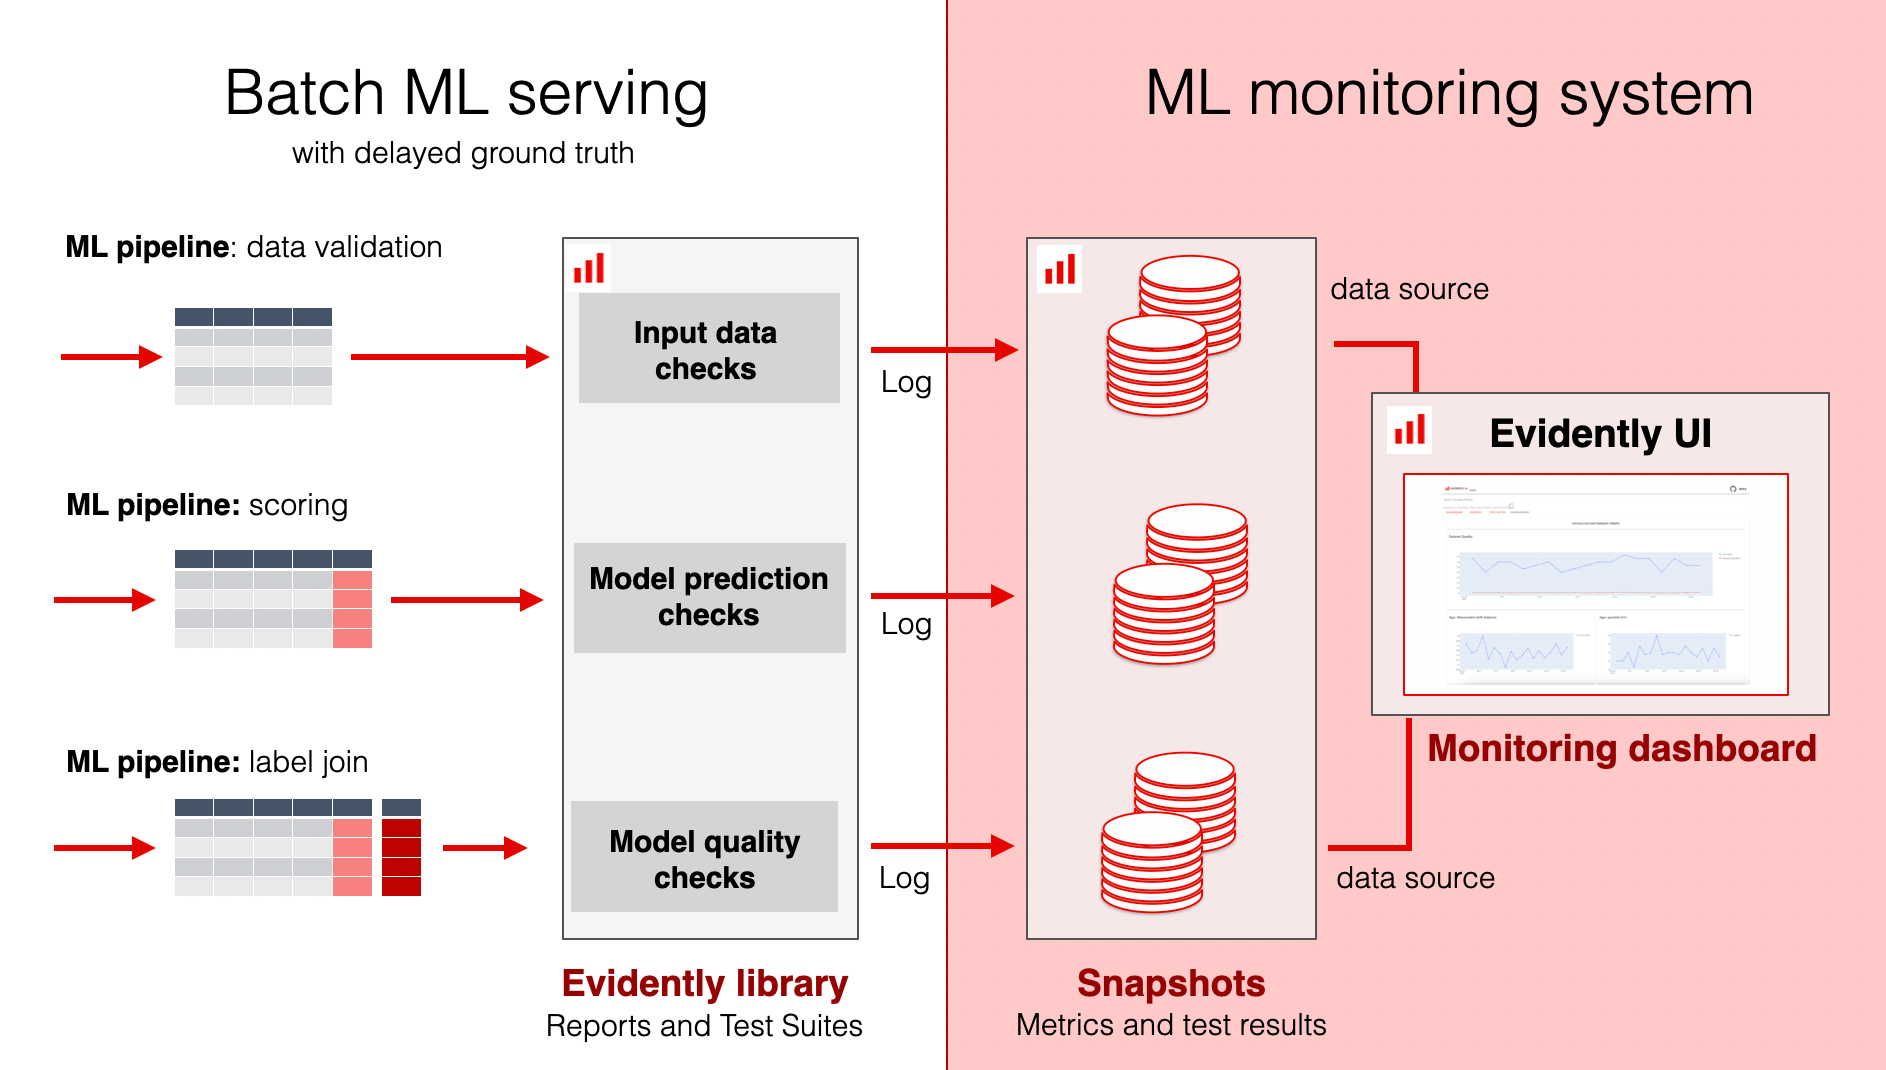 Batch ML serving
with delayed ground truth
ML monitoring system
ML pipeline: data validation
Input data
checks
Log
data source
ML pipeline: scoring
Model prediction
checks
Log
Evidently UI
Dataset Quality
Monitoring dashboard
ML pipeline: label join
Model quality
checks
Log
data source
Evidently library
Reports and Test Suites
Snapshots
Metrics and test results